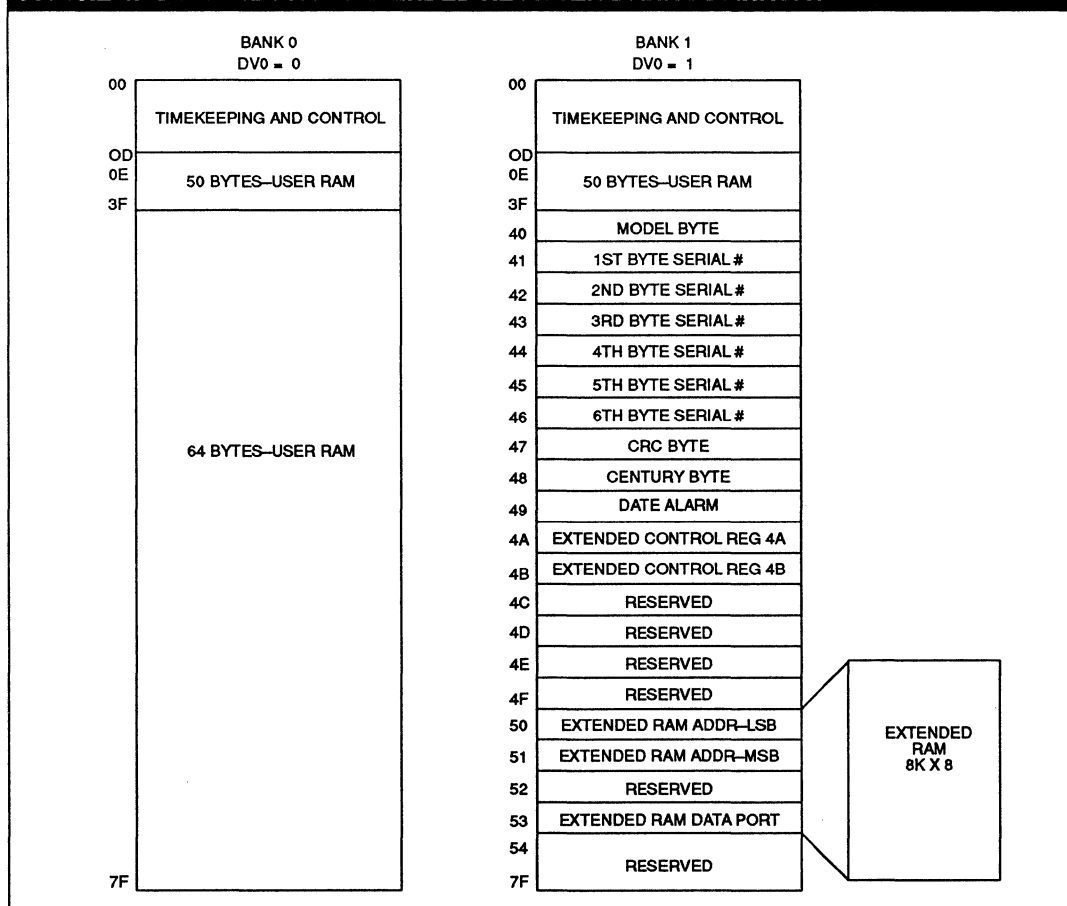 BANK 0
DV0 = 0
00
TIMEKEEPING AND CONTROL
OD
0E
50 BYTES–USER RAM
3F
64 BYTES–USER RAM
7F
BANK 1
DV0 = 1
00
TIMEKEEPING AND CONTROL
OD
0E
50 BYTES–USER RAM
3F
40 MODEL BYTE
41 1ST BYTE SERIAL #
42 2ND BYTE SERIAL #
43 3RD BYTE SERIAL #
44 4TH BYTE SERIAL #
45 5TH BYTE SERIAL #
46 6TH BYTE SERIAL #
47 CRC BYTE
48 CENTURY BYTE
49 DATE ALARM
4A EXTENDED CONTROL REG 4A
4B EXTENDED CONTROL REG 4B
4C RESERVED
4D RESERVED
4E RESERVED
4F RESERVED
50 EXTENDED RAM ADDR–LSB
51 EXTENDED RAM ADDR–MSB
52 RESERVED
53 EXTENDED RAM DATA PORT
54
RESERVED
7F
EXTENDED
RAM
8K X 8